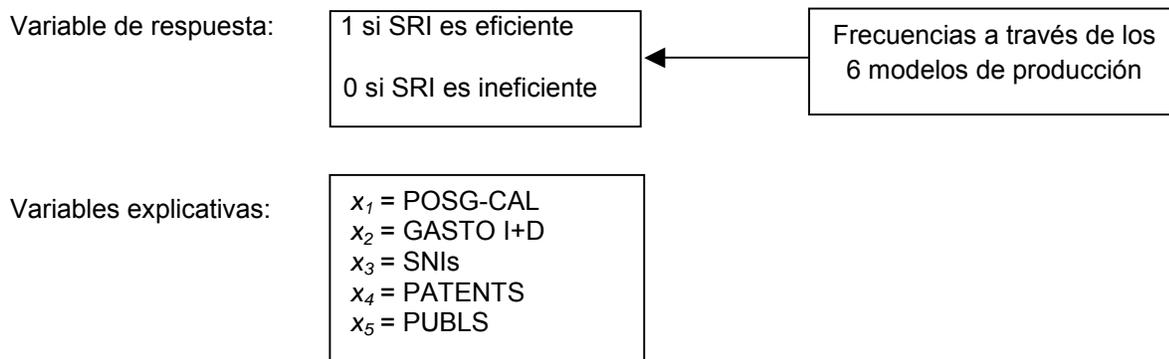 Variable de respuesta:
1 si SRI es eficiente
0 si SRI es ineficiente
Frecuencias a través de los
6 modelos de producción
Variables explicativas:
x₁ = POSG-CAL
x₂ = GASTO I+D
x₃ = SNIs
x₄ = PATENTS
x₅ = PUBLS